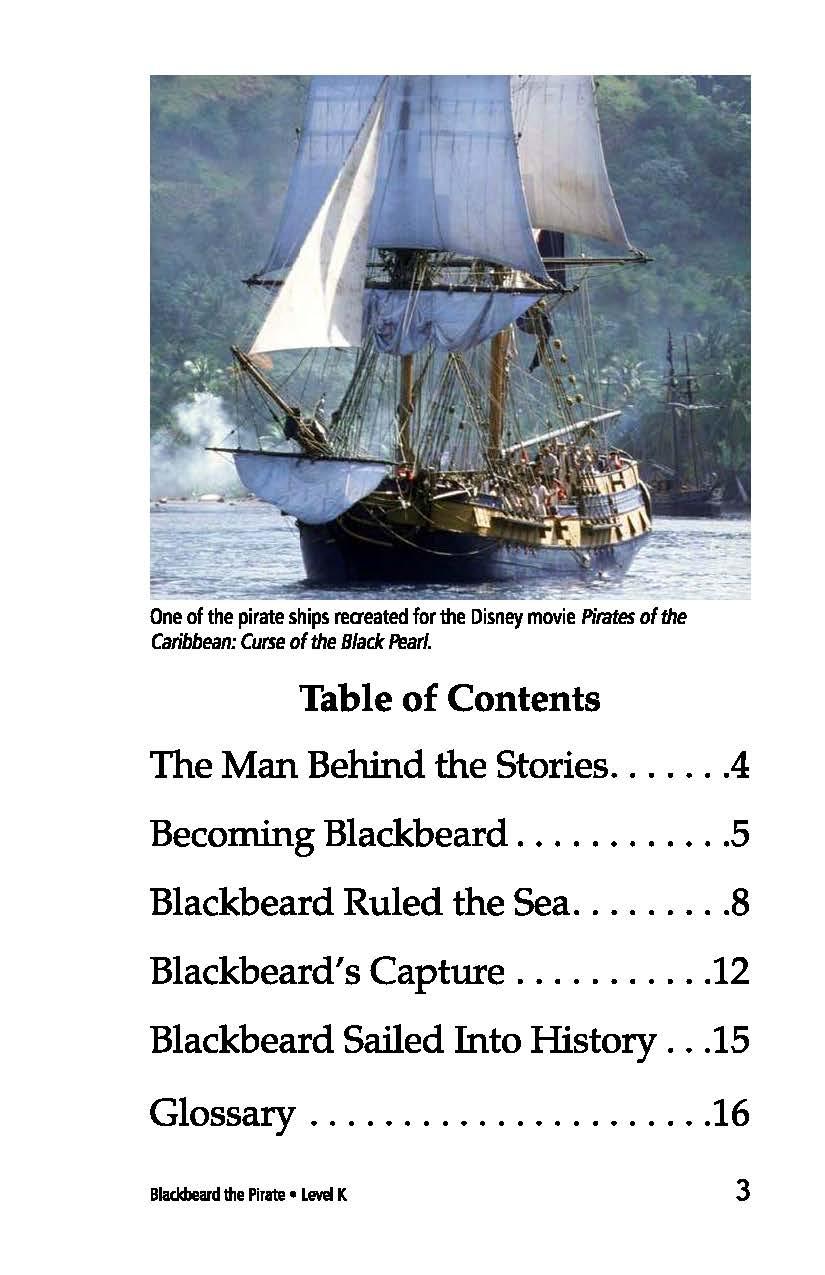 One of the pirate ships recreated for the Disney movie Pirates of the
Caribbean: Curse of the Black Pearl.
Table of Contents
The Man Behind the Stories. . . . . . .4
Becoming Blackbeard . . . . . . . . . . . .5
Blackbeard Ruled the Sea. . . . . . . . .8
Blackbeard’s Capture . . . . . . . . . . .12
Blackbeard Sailed Into History . . .15
Glossary . . . . . . . . . . . . . . . . . . . . . .16
Blackbeard the Pirate • Level K 3